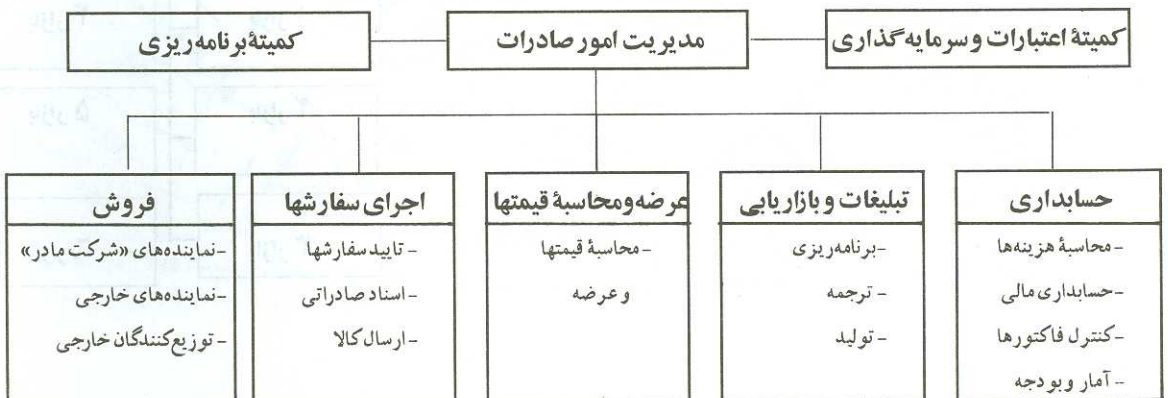 کمیتهٔ اعتبارات و سرمایه گذاری
مدیریت امور صادرات
کمیتهٔ برنامه ریزی
حسابداری
-محاسبهٔ هزینه‌ها
-حسابداری مالی
-کنترل فاکتورها
-آمار و بودجه
تبلیغات و بازاریابی
-برنامه‌ریزی
- ترجمه
- تولید
عرضه و محاسبهٔ قیمتها
-محاسبهٔ قیمتها
و عرضه
اجرای سفارشها
- تایید سفارشها
-اسناد صادراتی
-ارسال کالا
فروش
-نماینده‌های «شرکت مادر»
-نماینده‌های خارجی
- توزیع‌کنندگان خارجی